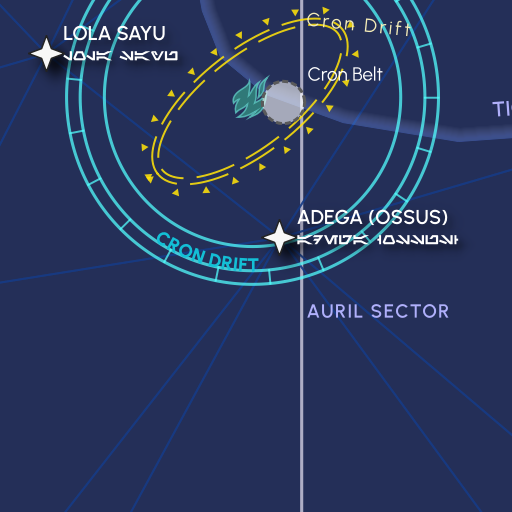 Cron Drift
LOLA SAYU
Cron Belt
TI
ADEGA (OSSUS)
CRON DRIFT
AURIL SECTOR